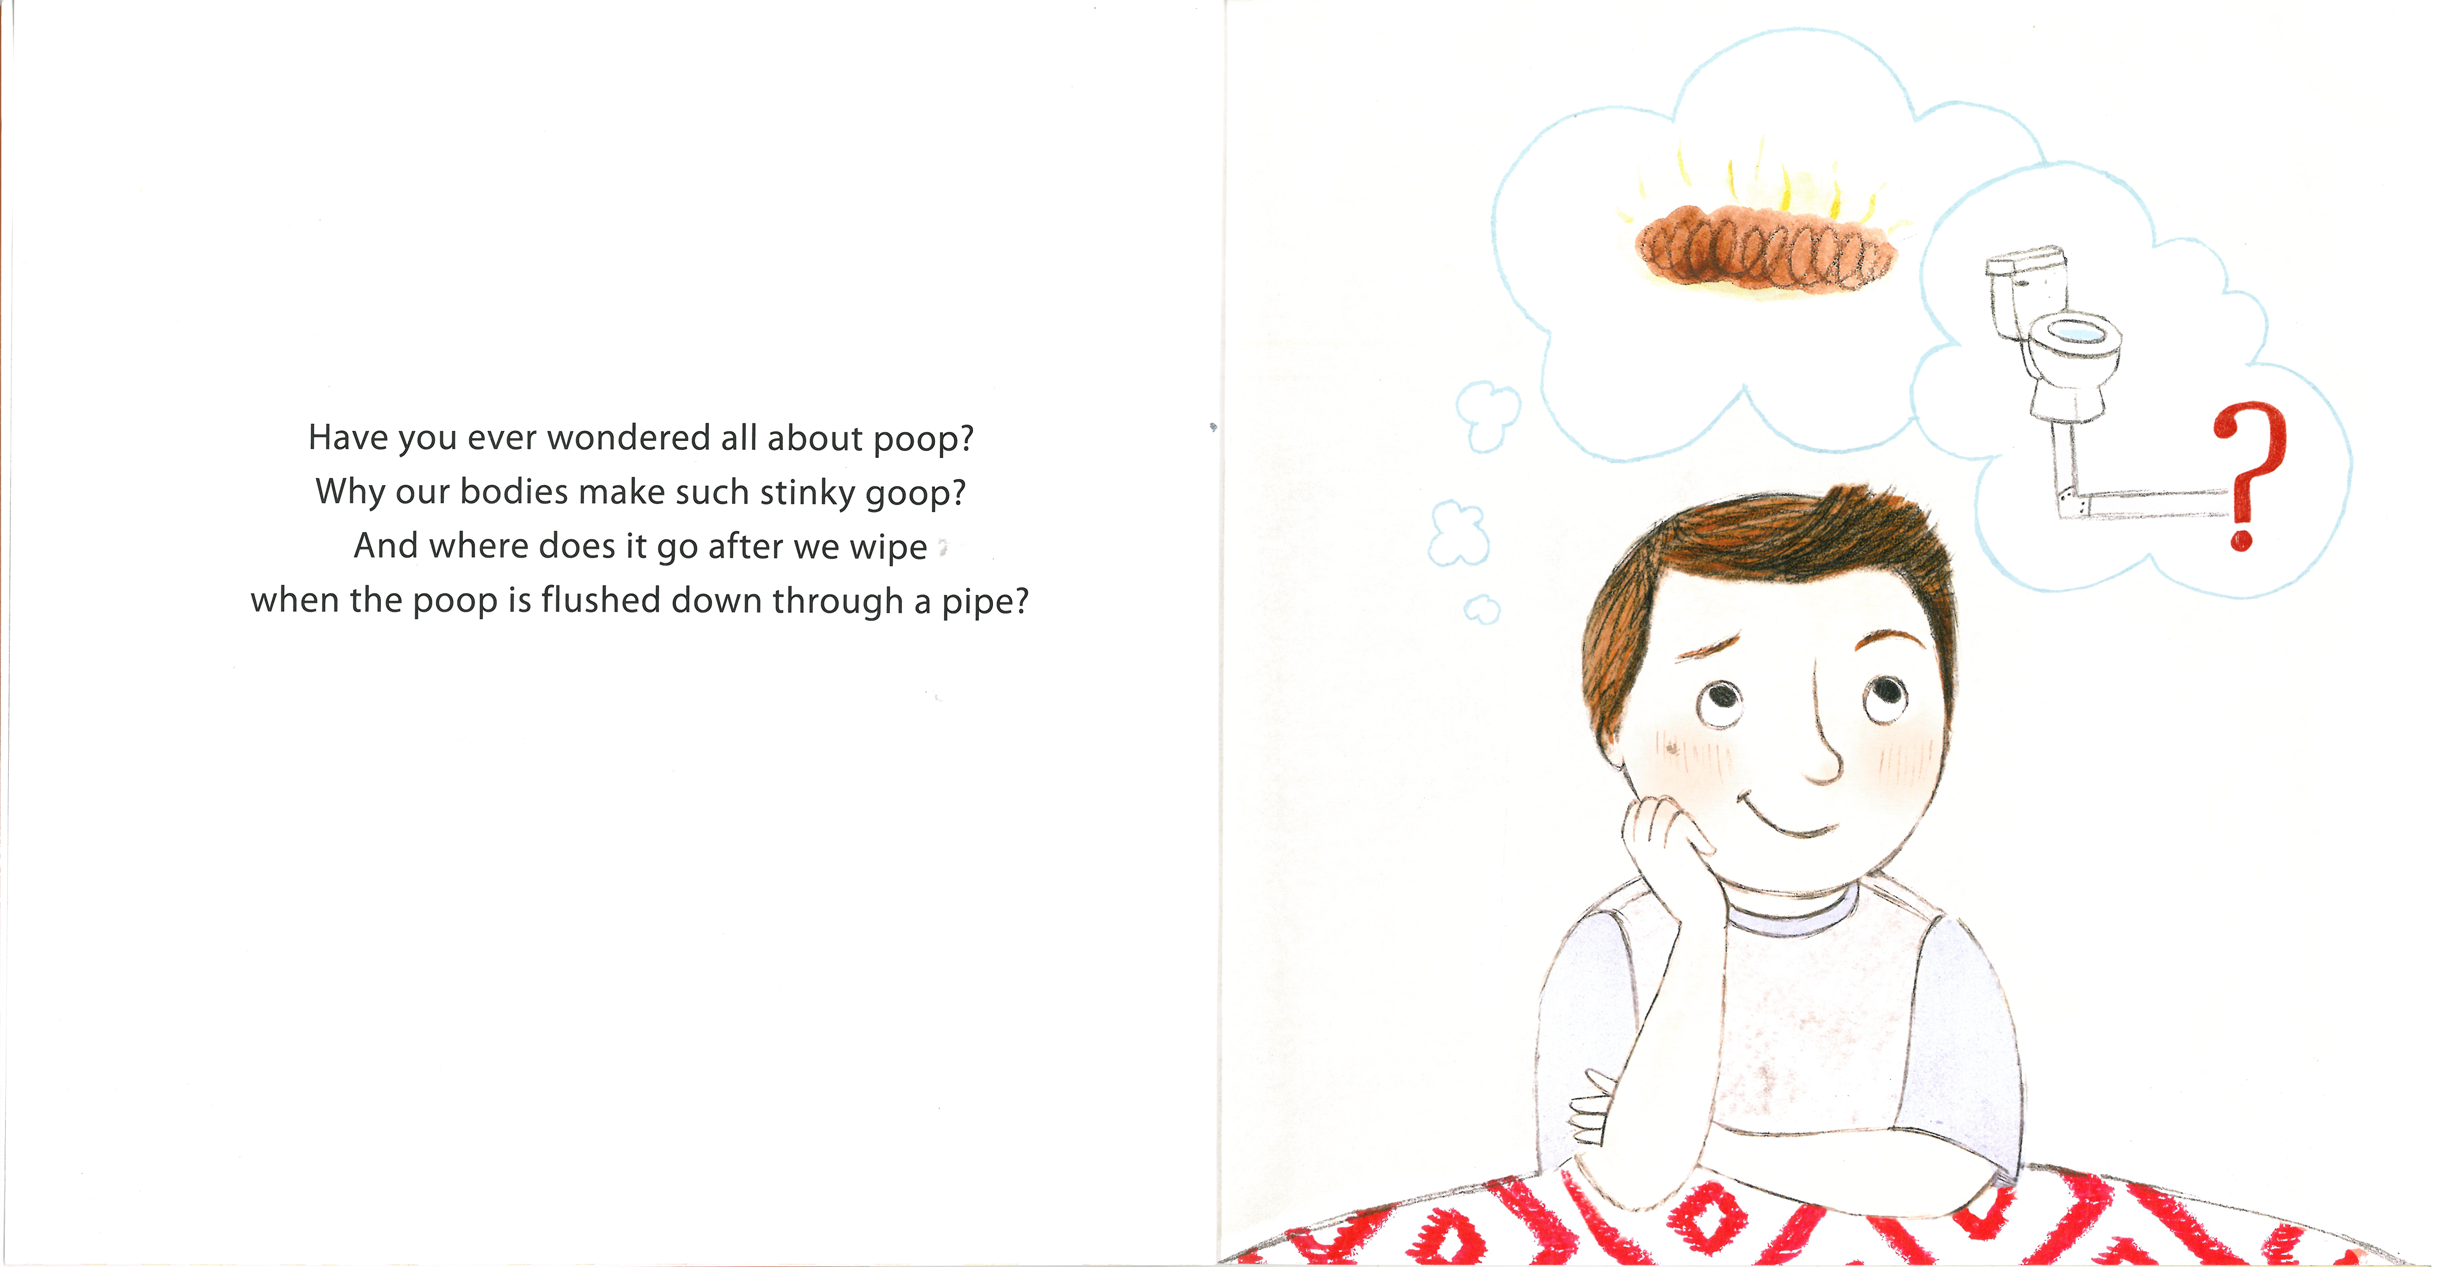 Have you ever wondered all about poop?
Why our bodies make such stinky goop?
And where does it go after we wipe
when the poop is flushed down through a pipe?
?